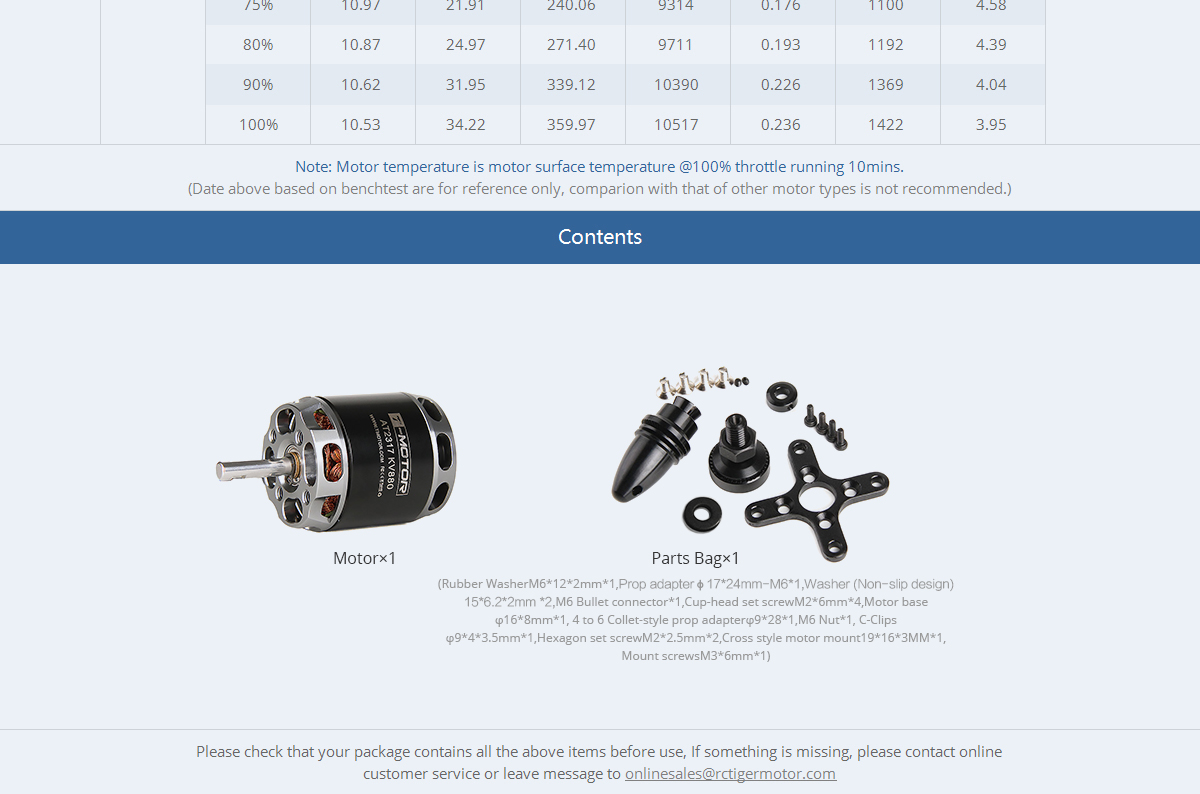 75% 10.97 21.91 240.06 9314 0.176 1100 4.58
80% 10.87 24.97 271.40 9711 0.193 1192 4.39
90% 10.62 31.95 339.12 10390 0.226 1369 4.04
100% 10.53 34.22 359.97 10517 0.236 1422 3.95
Note: Motor temperature is motor surface temperature @100% throttle running 10mins.
(Date above based on benchtest are for reference only, comparion with that of other motor types is not recommended.)
Contents
T-MOTOR
AT2317 KV880
Motor×1
Parts Bag×1
(Rubber WasherM6*12*2mm*1,Prop adapter ϕ 17*24mm-M6*1,Washer (Non-slip design)
15*6.2*2mm *2,M6 Bullet connector*1,Cup-head set screwM2*6mm*4,Motor base
φ16*8mm*1, 4 to 6 Collet-style prop adapterφ9*28*1,M6 Nut*1, C-Clips
φ9*4*3.5mm*1,Hexagon set screwM2*2.5mm*2,Cross style motor mount19*16*3MM*1,
Mount screwsM3*6mm*1)
Please check that your package contains all the above items before use, If something is missing, please contact online
customer service or leave message to onlinesales@rctigermotor.com